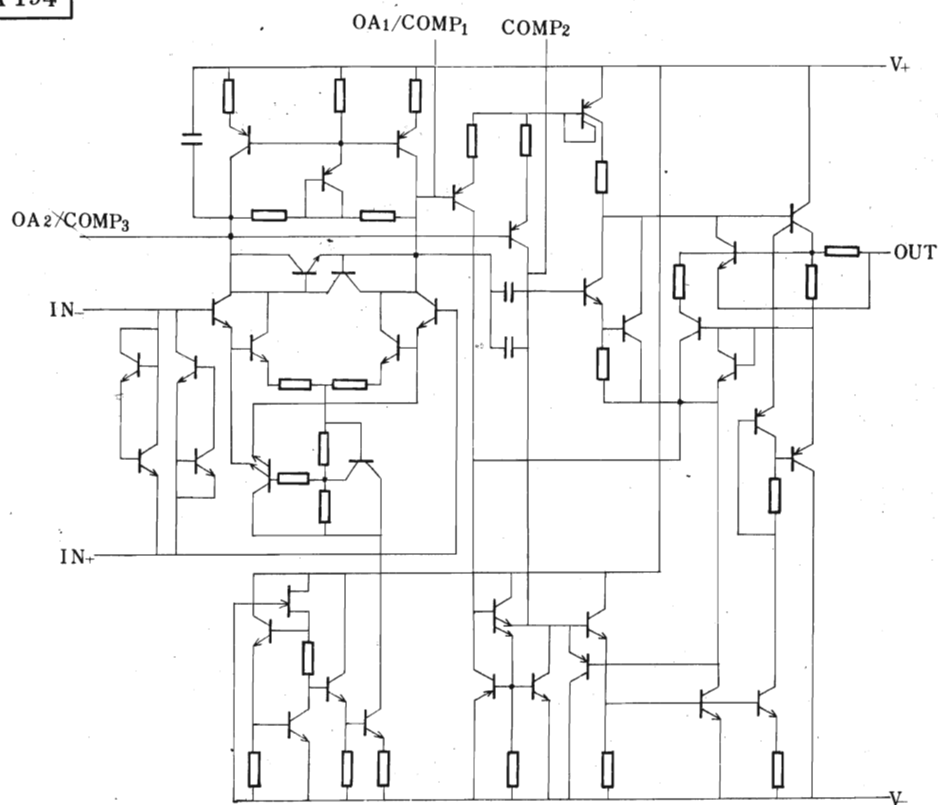 OA1/COMP1 COMP2
V+
OA2/COMP3
OUT
IN-
IN+
V-